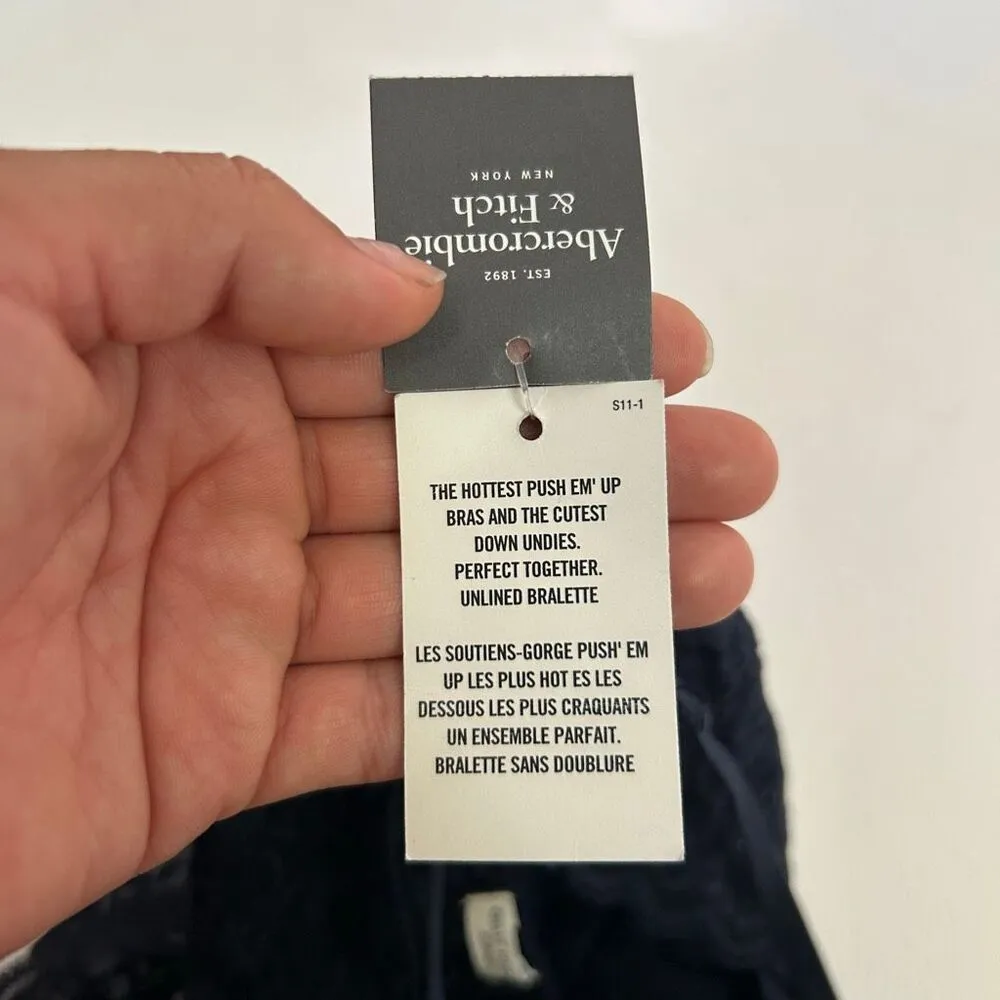 EST. 1892
Abercrombie
& Fitch
NEW YORK
S11-1
THE HOTTEST PUSH EM' UP
BRAS AND THE CUTEST
DOWN UNDIES.
PERFECT TOGETHER.
UNLINED BRALETTE
LES SOUTIENS-GORGE PUSH' EM
UP LES PLUS HOT ES LES
DESSOUS LES PLUS CRAQUANTS
UN ENSEMBLE PARFAIT.
BRALETTE SANS DOUBLURE